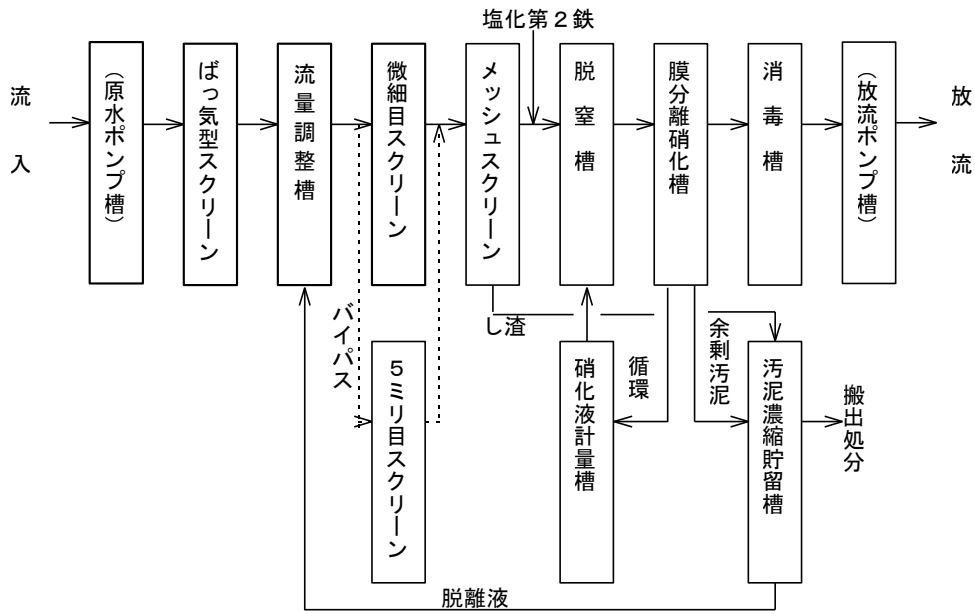 塩化第２鉄
流入
（原水ポンプ槽）
ばっ気型スクリーン
流量調整槽
微細目スクリーン
メッシュスクリーン
脱窒槽
膜分離硝化槽
消毒槽
（放流ポンプ槽）
放流
バイパス
し渣
５ミリ目スクリーン
硝化液計量槽
循環
余剰汚泥
汚泥濃縮貯留槽
搬出処分
脱離液